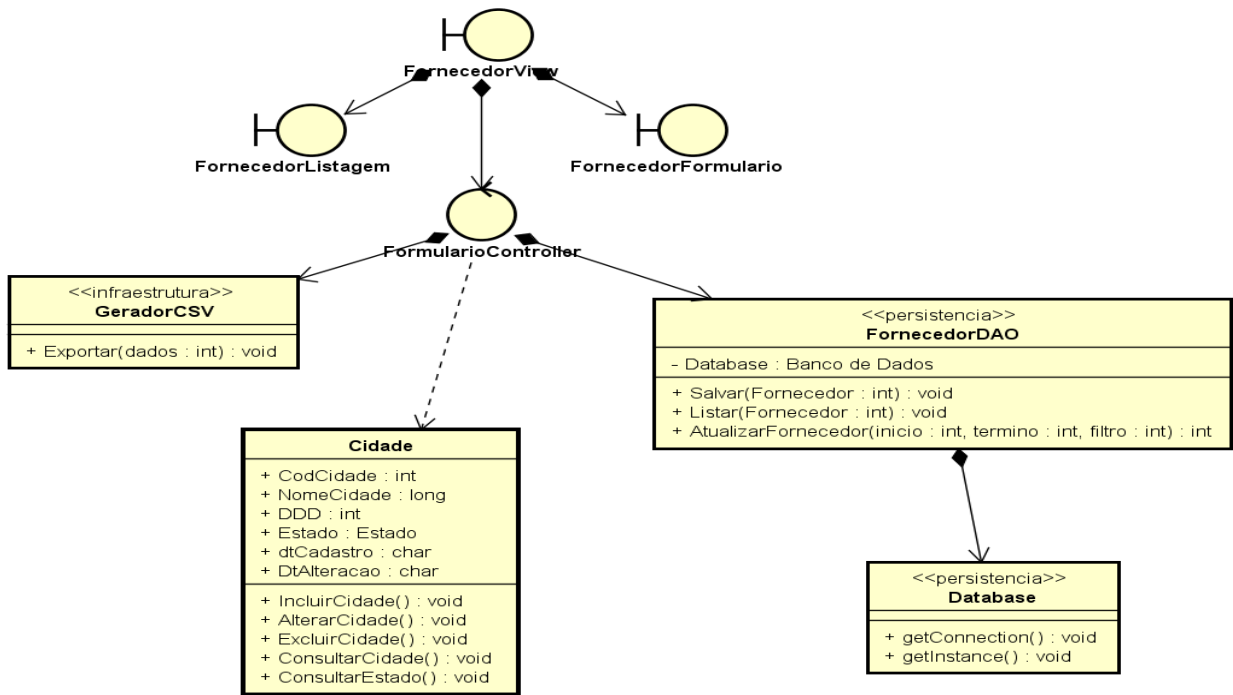 FornecedorView
FornecedorListagem
FornecedorFormulario
FormularioController
<<infraestrutura>>
GeradorCSV
+ Exportar(dados : int) : void
<<persistencia>>
FornecedorDAO
- Database : Banco de Dados
+ Salvar(Fornecedor : int) : void
+ Listar(Fornecedor : int) : void
+ AtualizarFornecedor(inicio : int, termino : int, filtro : int) : int
Cidade
+ CodCidade : int
+ NomeCidade : long
+ DDD : int
+ Estado : Estado
+ dtCadastro : char
+ DtAlteracao : char
+ IncluirCidade() : void
+ AlterarCidade() : void
+ ExcluirCidade() : void
+ ConsultarCidade() : void
+ ConsultarEstado() : void
<<persistencia>>
Database
+ getConnection() : void
+ getInstance() : void